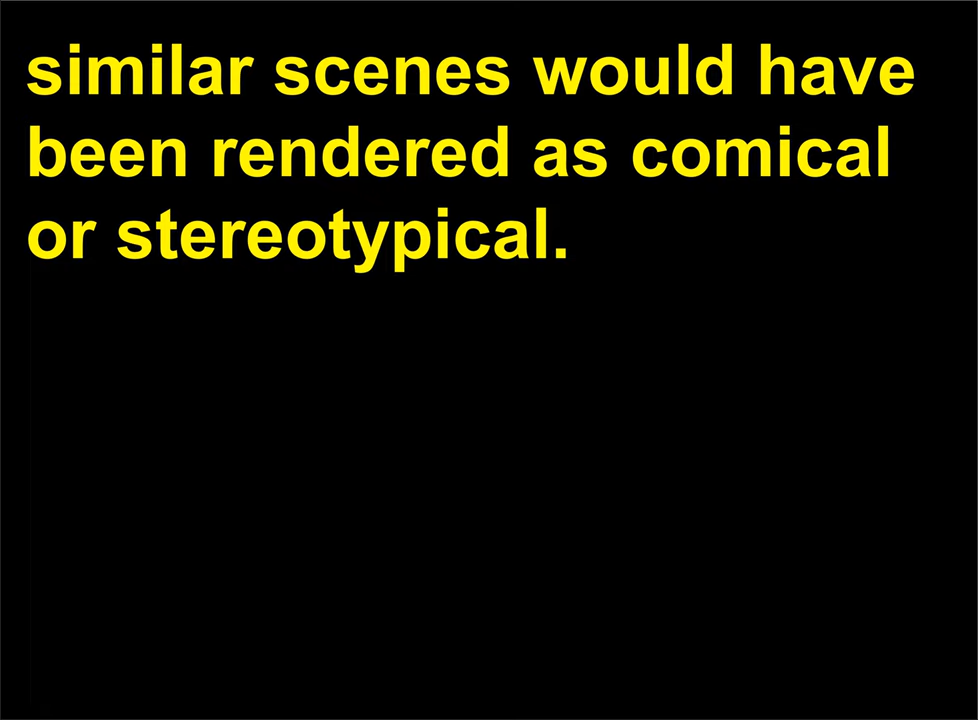 similar scenes would have
been rendered as comical
or stereotypical.